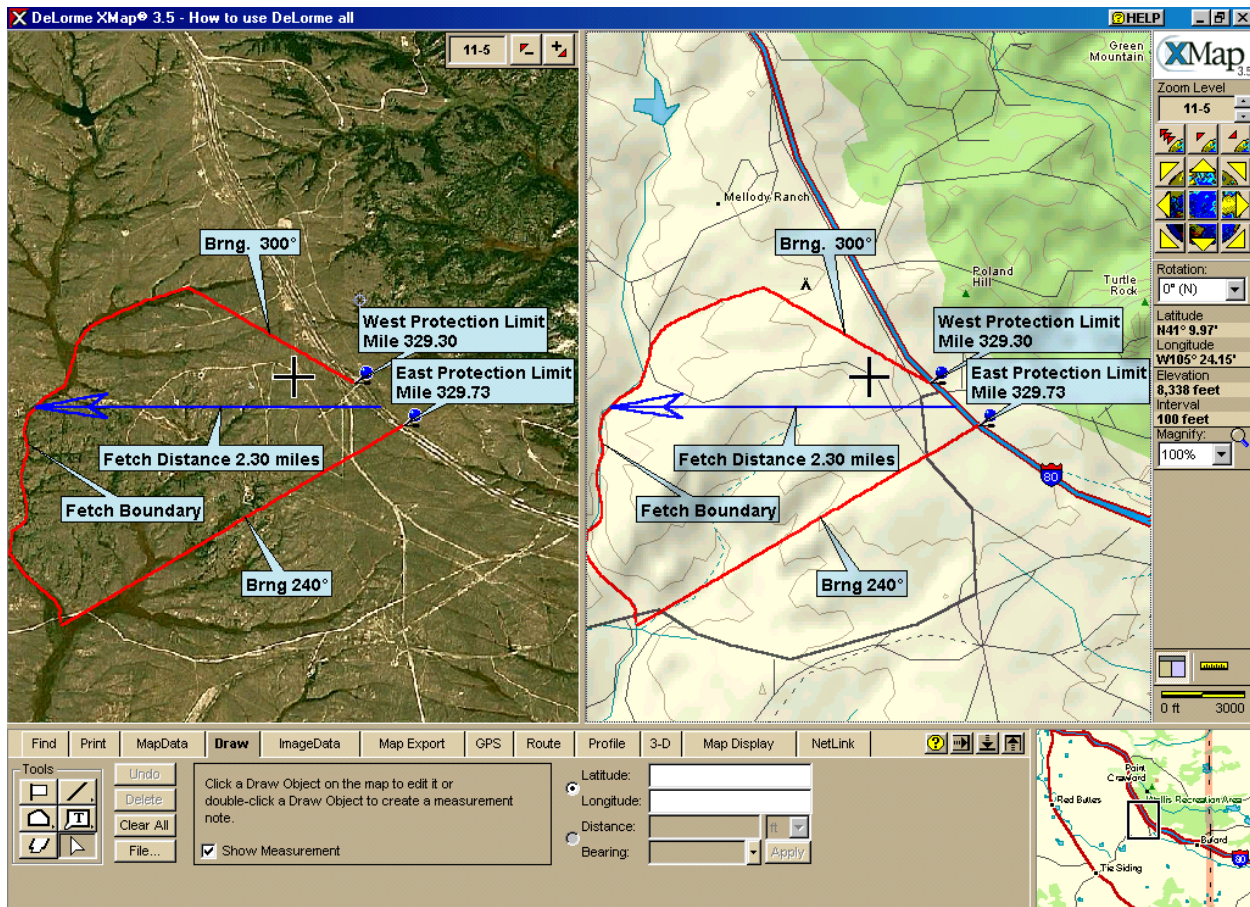 DeLorme XMap® 3.5 - How to use DeLorme all
HELP
11-5
Brng. 300°
West Protection Limit
Mile 329.30
East Protection Limit
Mile 329.73
Fetch Distance 2.30 miles
Fetch Boundary
Brng 240°
Green
Mountain
Mellody Ranch
Brng. 300°
Poland
Hill
Turtle
Rock
West Protection Limit
Mile 329.30
East Protection Limit
Mile 329.73
Fetch Distance 2.30 miles
Fetch Boundary
80
Brng 240°
XMap
3.5
Zoom Level
11-5
Rotation:
0° (N)
Latitude
N41° 9.97'
Longitude
W105° 24.15'
Elevation
8,338 feet
Interval
100 feet
Magnify:
100%
0 ft 3000
Find Print MapData Draw ImageData Map Export GPS Route Profile 3-D Map Display NetLink
Tools
T
Undo
Delete
Clear All
File...
Click a Draw Object on the map to edit it or
double-click a Draw Object to create a measurement
note.
Show Measurement
Latitude:
Longitude:
Distance: ft
Bearing: Apply
Point
Red Buttes
Recreation Area
Buford
Tie Siding
80